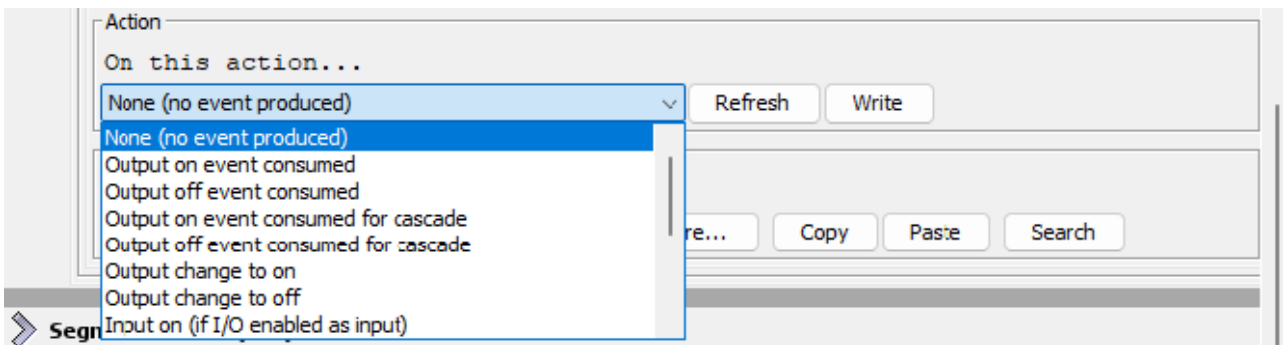 Action
On this action...
None (no event produced) Refresh Write
None (no event produced)
Output on event consumed
Output off event consumed
Output on event consumed for cascade
Output off event consumed for cascade
re... Copy Paste Search
Output change to on
Output change to off
Input on (if I/O enabled as input)